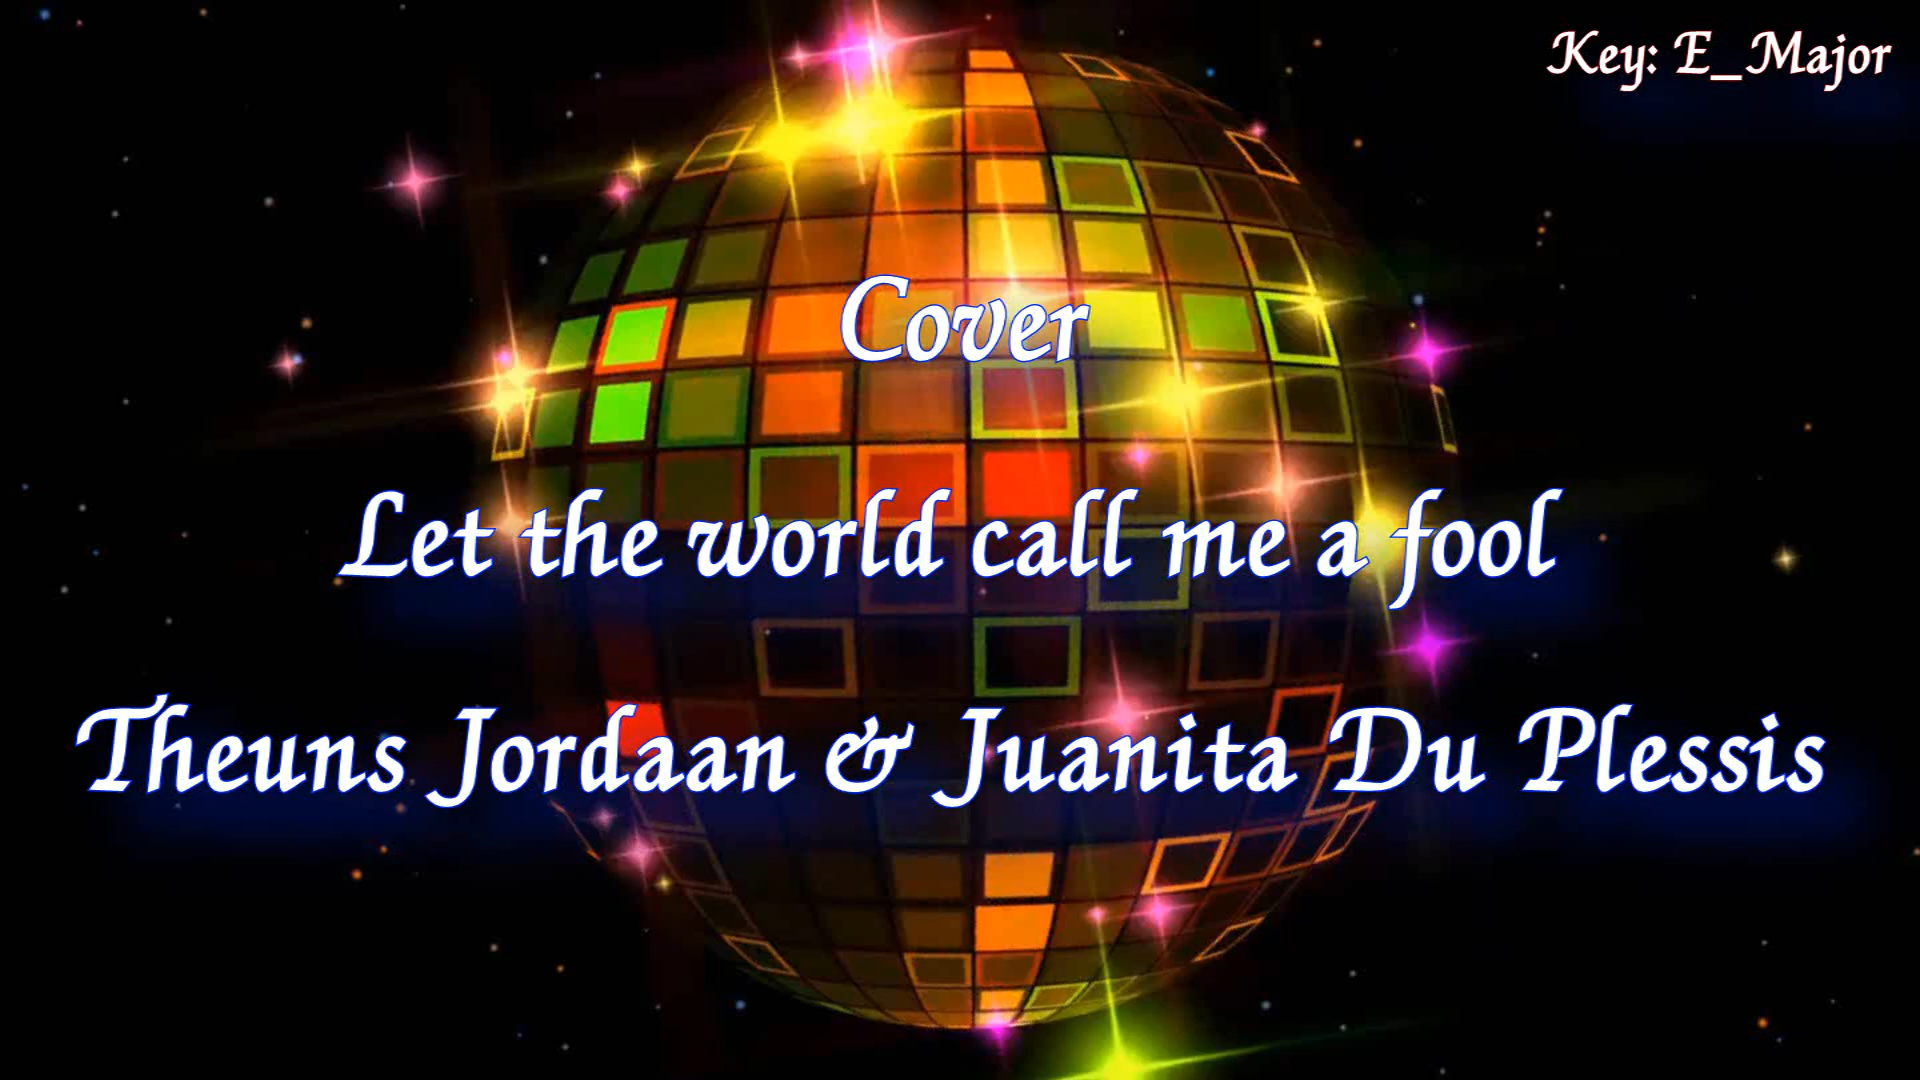 Key: E_Major
Cover
Let the world call me a fool
Theuns Jordaan & Juanita Du Plessis